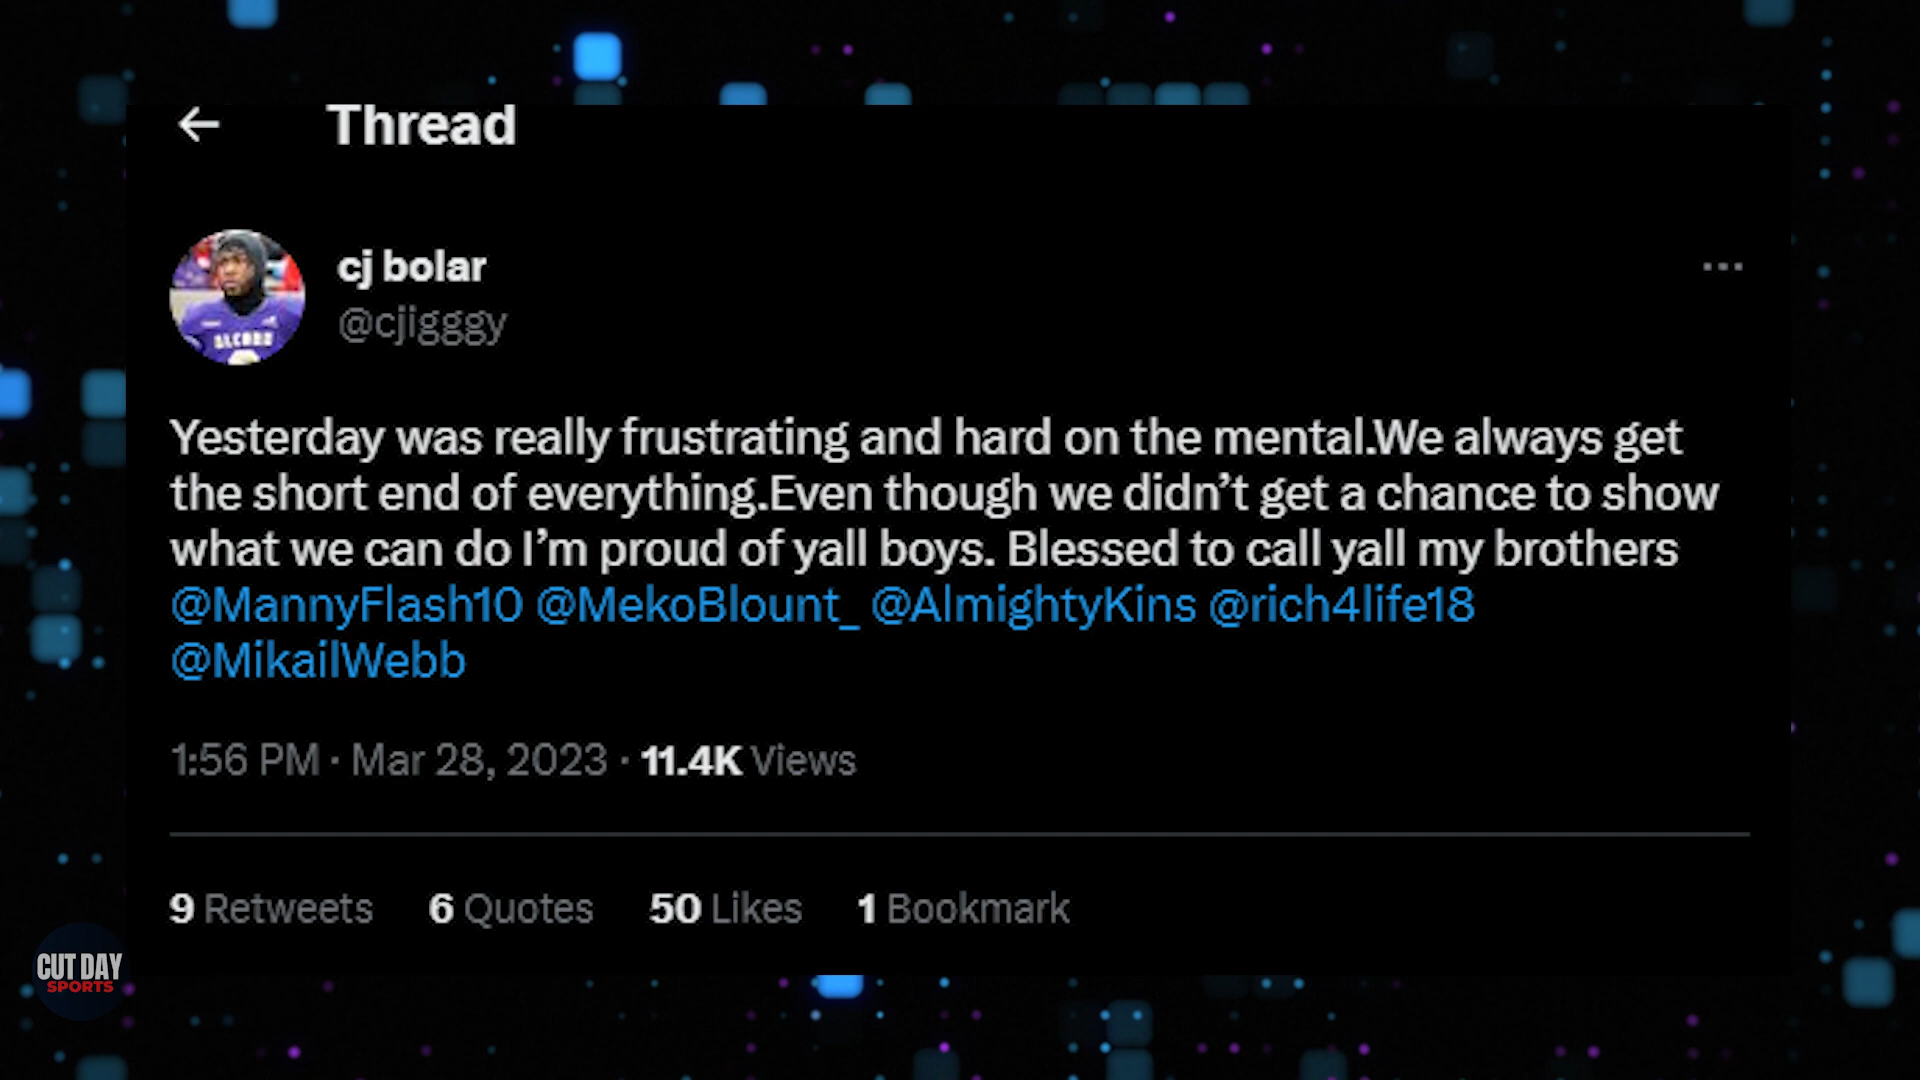 Thread
cj bolar
@cjigggy
Yesterday was really frustrating and hard on the mental.We always get
the short end of everything.Even though we didn’t get a chance to show
what we can do I’m proud of yall boys. Blessed to call yall my brothers
@MannyFlash10 @MekoBlount_ @AlmightyKins @rich4life18
@MikailWebb
1:56 PM · Mar 28, 2023 · 11.4K Views
9 Retweets 6 Quotes 50 Likes 1 Bookmark
CUT DAY
SPORTS
ALCORN